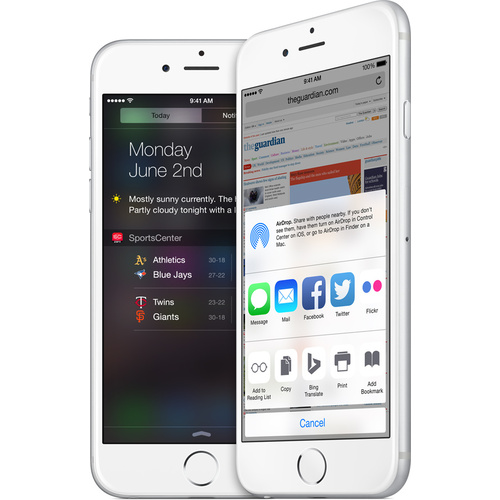 9:41 AM
Today
Noti
Monday
June 2nd
Mostly sunny currently. The h
Partly cloudy tonight with a l
SportsCenter
Athletics 30-18
Blue Jays 27-22
Twins 23-22
Giants 30-18
9:41 AM 100%
theguardian.com
theguardian
AirDrop. Share with people nearby. If you don't
see them, have them turn on AirDrop in Control
Center on iOS, or go to AirDrop in Finder on a
Mac.
Message Mail Facebook Twitter Flickr
Add to
Reading List
Copy
Bing
Translate
Print
Add
Bookmark
Cancel